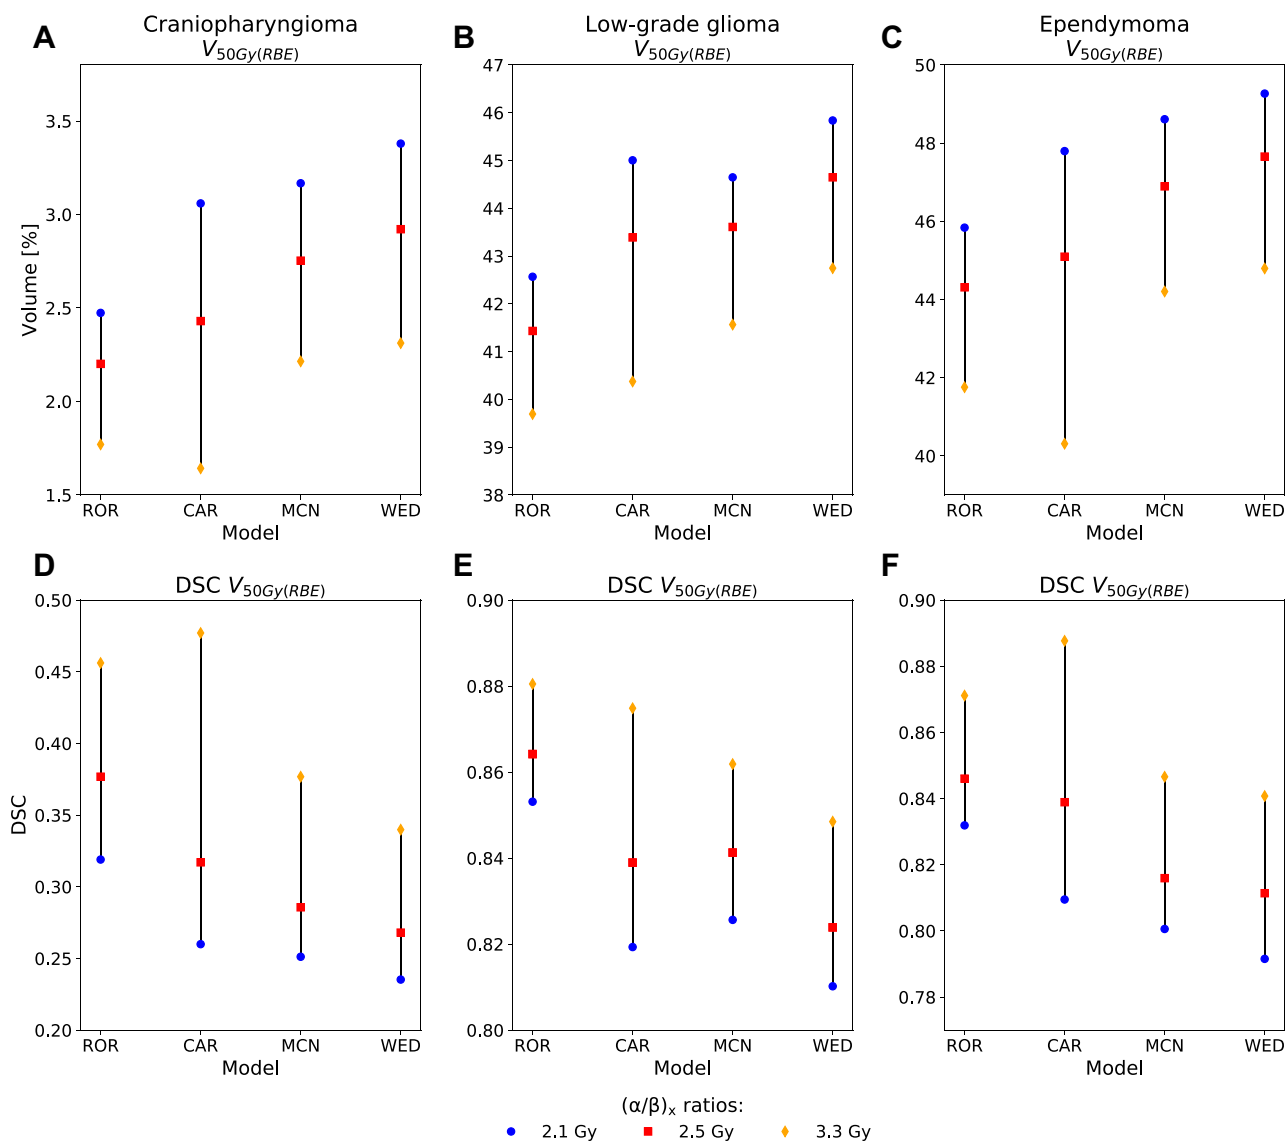 A
Craniopharyngioma
V50Gy(RBE)
Volume [%]
3.5
3.0
2.5
2.0
1.5
ROR CAR MCN WED
Model
B
Low-grade glioma
V50Gy(RBE)
47
46
45
44
43
42
41
40
39
38
ROR CAR MCN WED
Model
C
Ependymoma
V50Gy(RBE)
50
48
46
44
42
40
ROR CAR MCN WED
Model
D
DSC V50Gy(RBE)
DSC
0.50
0.45
0.40
0.35
0.30
0.25
0.20
ROR CAR MCN WED
Model
E
DSC V50Gy(RBE)
0.90
0.88
0.86
0.84
0.82
0.80
ROR CAR MCN WED
Model
F
DSC V50Gy(RBE)
0.90
0.88
0.86
0.84
0.82
0.80
0.78
ROR CAR MCN WED
Model
(α/β)x ratios:
2.1 Gy 2.5 Gy 3.3 Gy